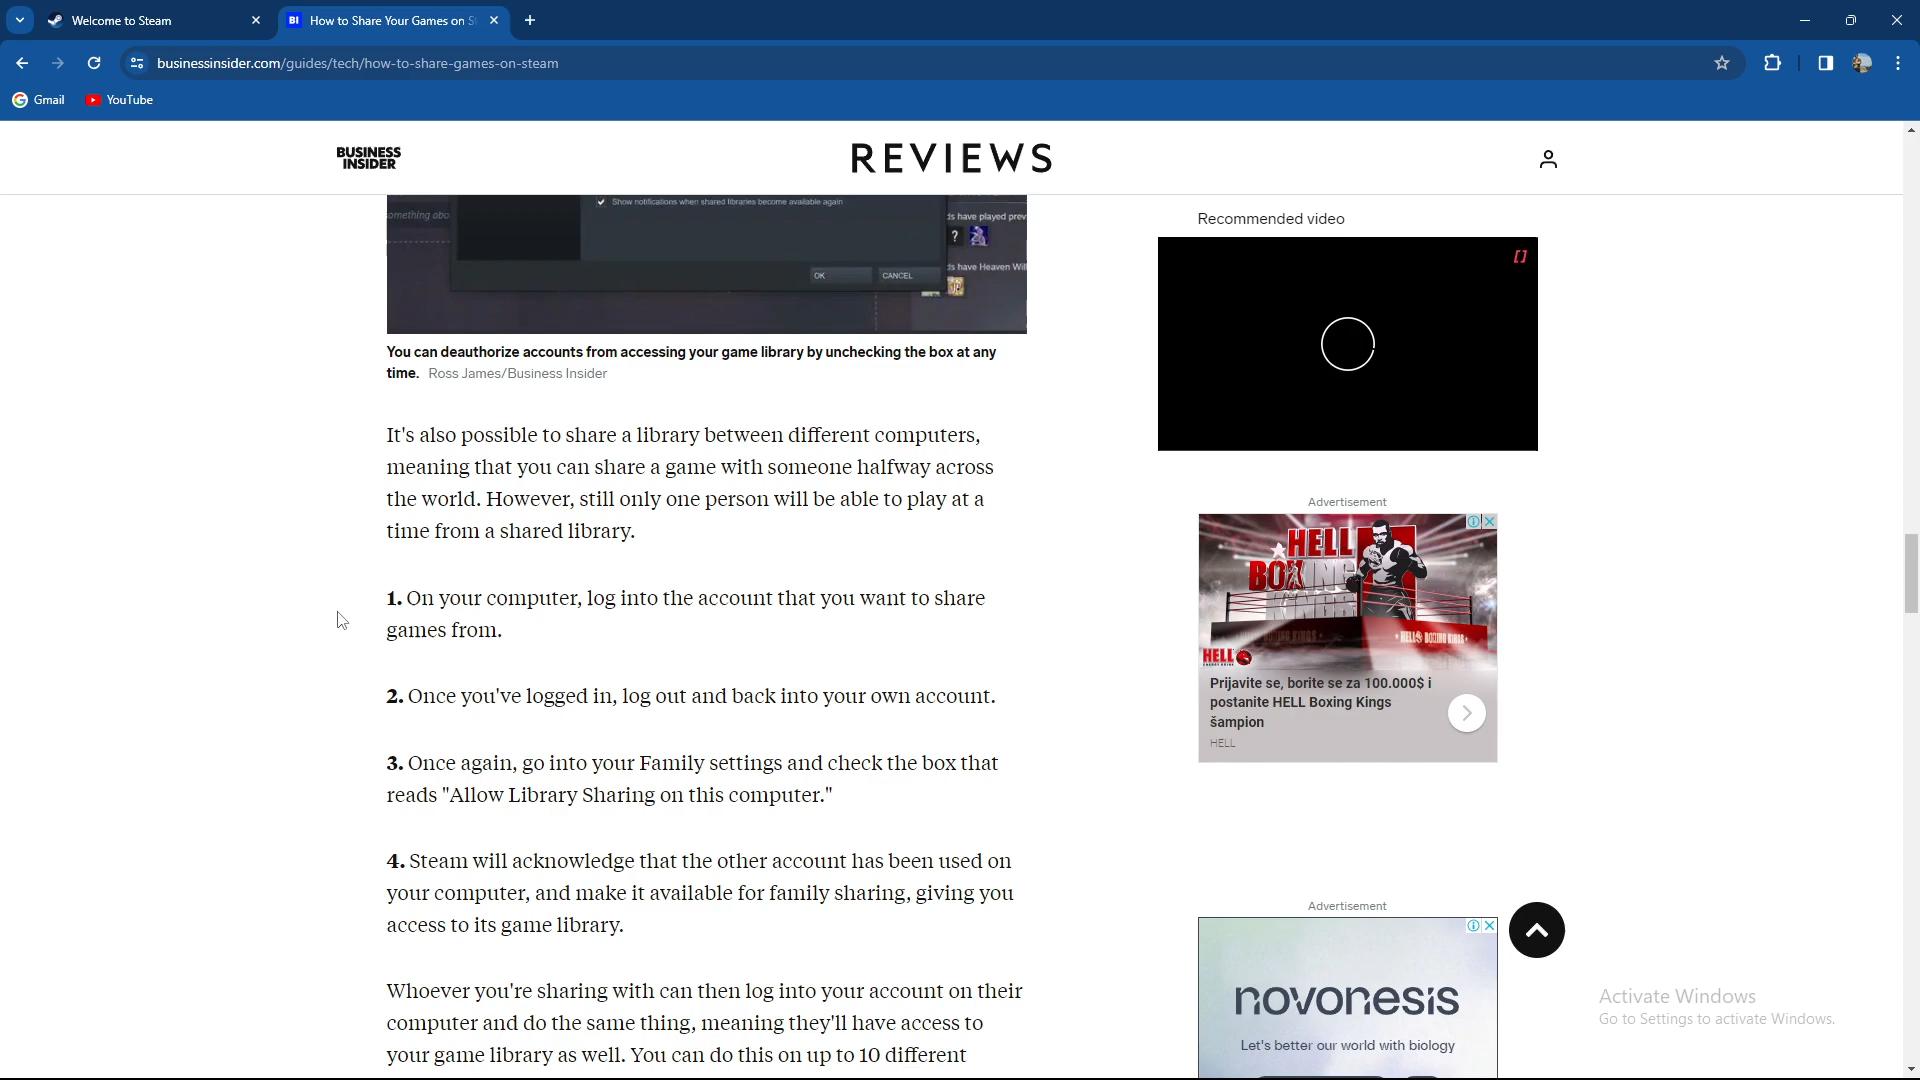 Welcome to Steam
BI How to Share Your Games on S
businessinsider.com/guides/tech/how-to-share-games-on-steam
Gmail
YouTube
BUSINESS
INSIDER
REVIEWS
Show notifications when shared libraries become available again
omething abo
ds have played prev
?
ds have Heaven Wil
OK
CANCEL
You can deauthorize accounts from accessing your game library by unchecking the box at any
time. Ross James/Business Insider
It's also possible to share a library between different computers,
meaning that you can share a game with someone halfway across
the world. However, still only one person will be able to play at a
time from a shared library.
1. On your computer, log into the account that you want to share
games from.
2. Once you've logged in, log out and back into your own account.
3. Once again, go into your Family settings and check the box that
reads "Allow Library Sharing on this computer."
4. Steam will acknowledge that the other account has been used on
your computer, and make it available for family sharing, giving you
access to its game library.
Whoever you're sharing with can then log into your account on their
computer and do the same thing, meaning they'll have access to
your game library as well. You can do this on up to 10 different
Recommended video
Advertisement
HELL
BOXING
KINGS
HELL BOXING KINGS
HELL
ENERGY DRINK
Prijavite se, borite se za 100.000$ i
postanite HELL Boxing Kings
šampion
HELL
Advertisement
novonesis
Let's better our world with biology
Activate Windows
Go to Settings to activate Windows.